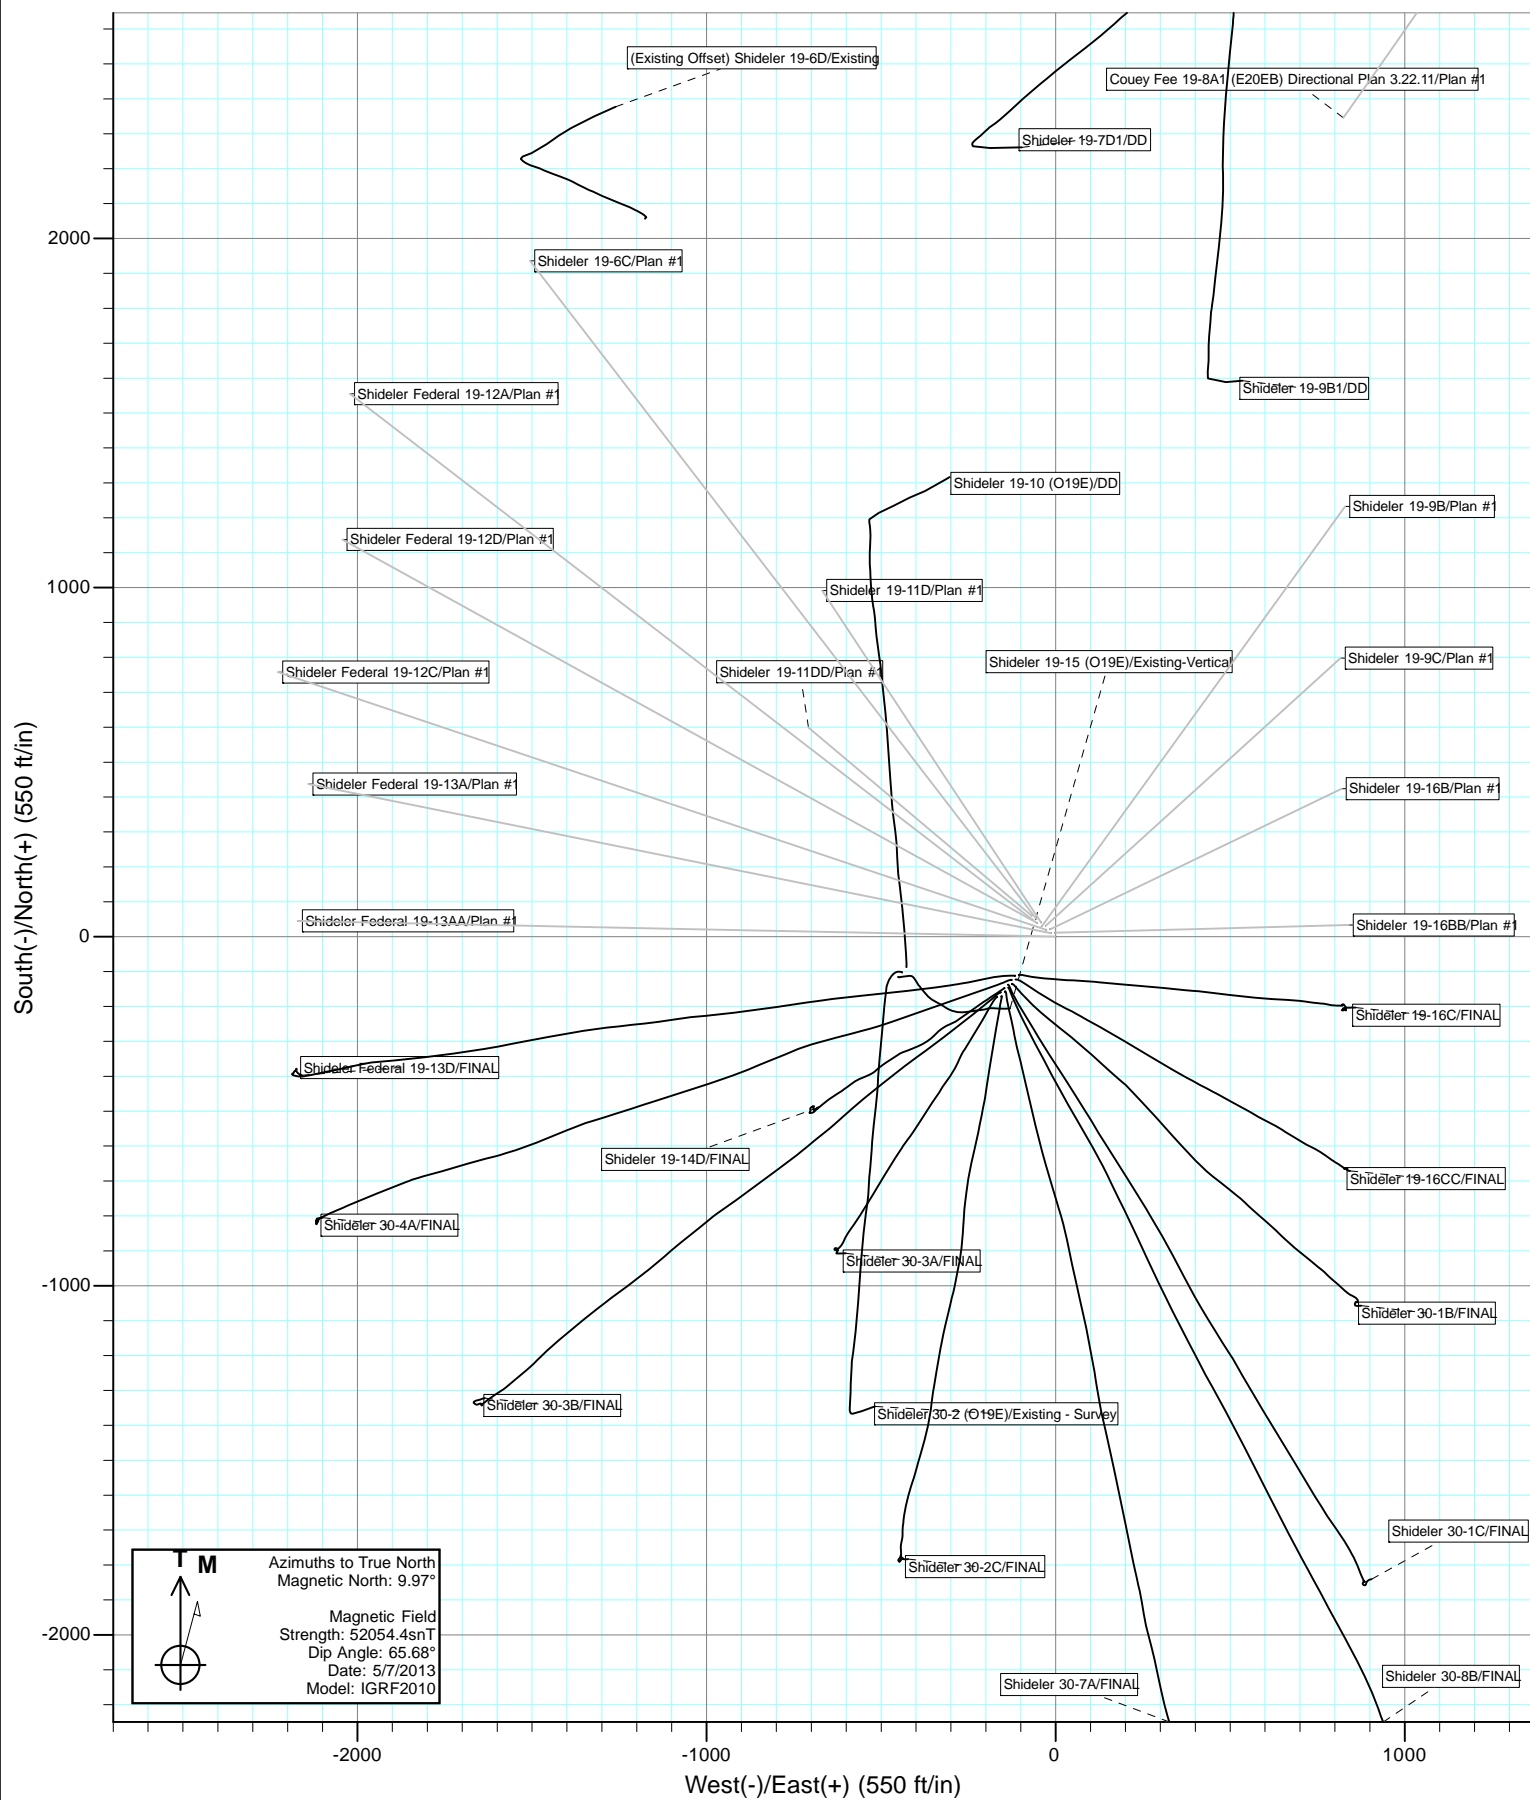 (Existing Offset) Shideler 19-6D/Existing
Couey Fee 19-8A1 (E20EB) Directional Plan 3.22.11/Plan #1
Shideler 19-7D1/DD
2000
Shideler 19-6C/Plan #1
Shideler 19-9B1/DD
Shideler Federal 19-12A/Plan #1
Shideler 19-10 (O19E)/DD
Shideler 19-9B/Plan #1
Shideler Federal 19-12D/Plan #1
1000
Shideler 19-11D/Plan #1
Shideler 19-15 (O19E)/Existing-Vertical
Shideler 19-9C/Plan #1
Shideler Federal 19-12C/Plan #1
Shideler 19-11DD/Plan #1
Shideler Federal 19-13A/Plan #1
Shideler 19-16B/Plan #1
South(-)/North(+) (550 ft/in)
Shideler Federal 19-13AA/Plan #1
Shideler 19-16BB/Plan #1
0
Shideler 19-16C/FINAL
Shideler Federal 19-13D/FINAL
Shideler 19-14D/FINAL
Shideler 19-16CC/FINAL
Shideler 30-4A/FINAL
Shideler 30-3A/FINAL
-1000
Shideler 30-1B/FINAL
Shideler 30-3B/FINAL
Shideler 30-2 (O19E)/Existing - Survey
Shideler 30-1C/FINAL
Shideler 30-2C/FINAL
T M
Azimuths to True North
Magnetic North: 9.97°
Magnetic Field
Strength: 52054.4snT
Dip Angle: 65.68°
Date: 5/7/2013
Model: IGRF2010
-2000
Shideler 30-7A/FINAL
Shideler 30-8B/FINAL
-2000
-1000
0
1000
West(-)/East(+) (550 ft/in)